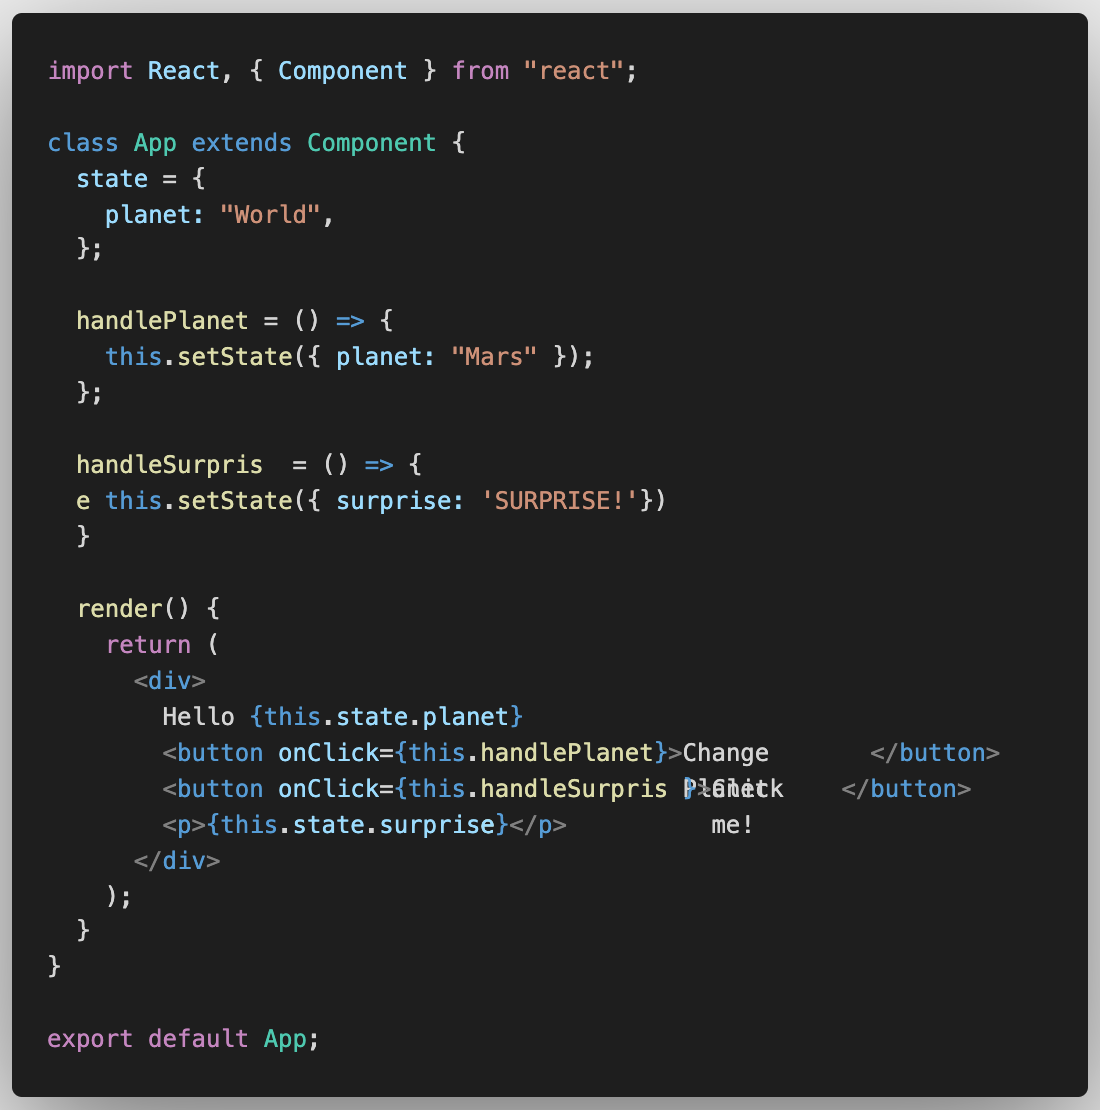 import React, { Component } from "react";
class App extends Component {
state = {
planet: "World",
};
handlePlanet = () => {
this.setState({ planet: "Mars" });
};
handleSurpris = () => {
e this.setState({ surprise: 'SURPRISE!'})
}
render() {
return (
<div>
Hello {this.state.planet}
<button onClick={this.handlePlanet}>Change </button>
<button onClick={this.handleSurpris }>Click </button>
<p>{this.state.surprise}</p> me!
</div>
);
}
}
export default App;